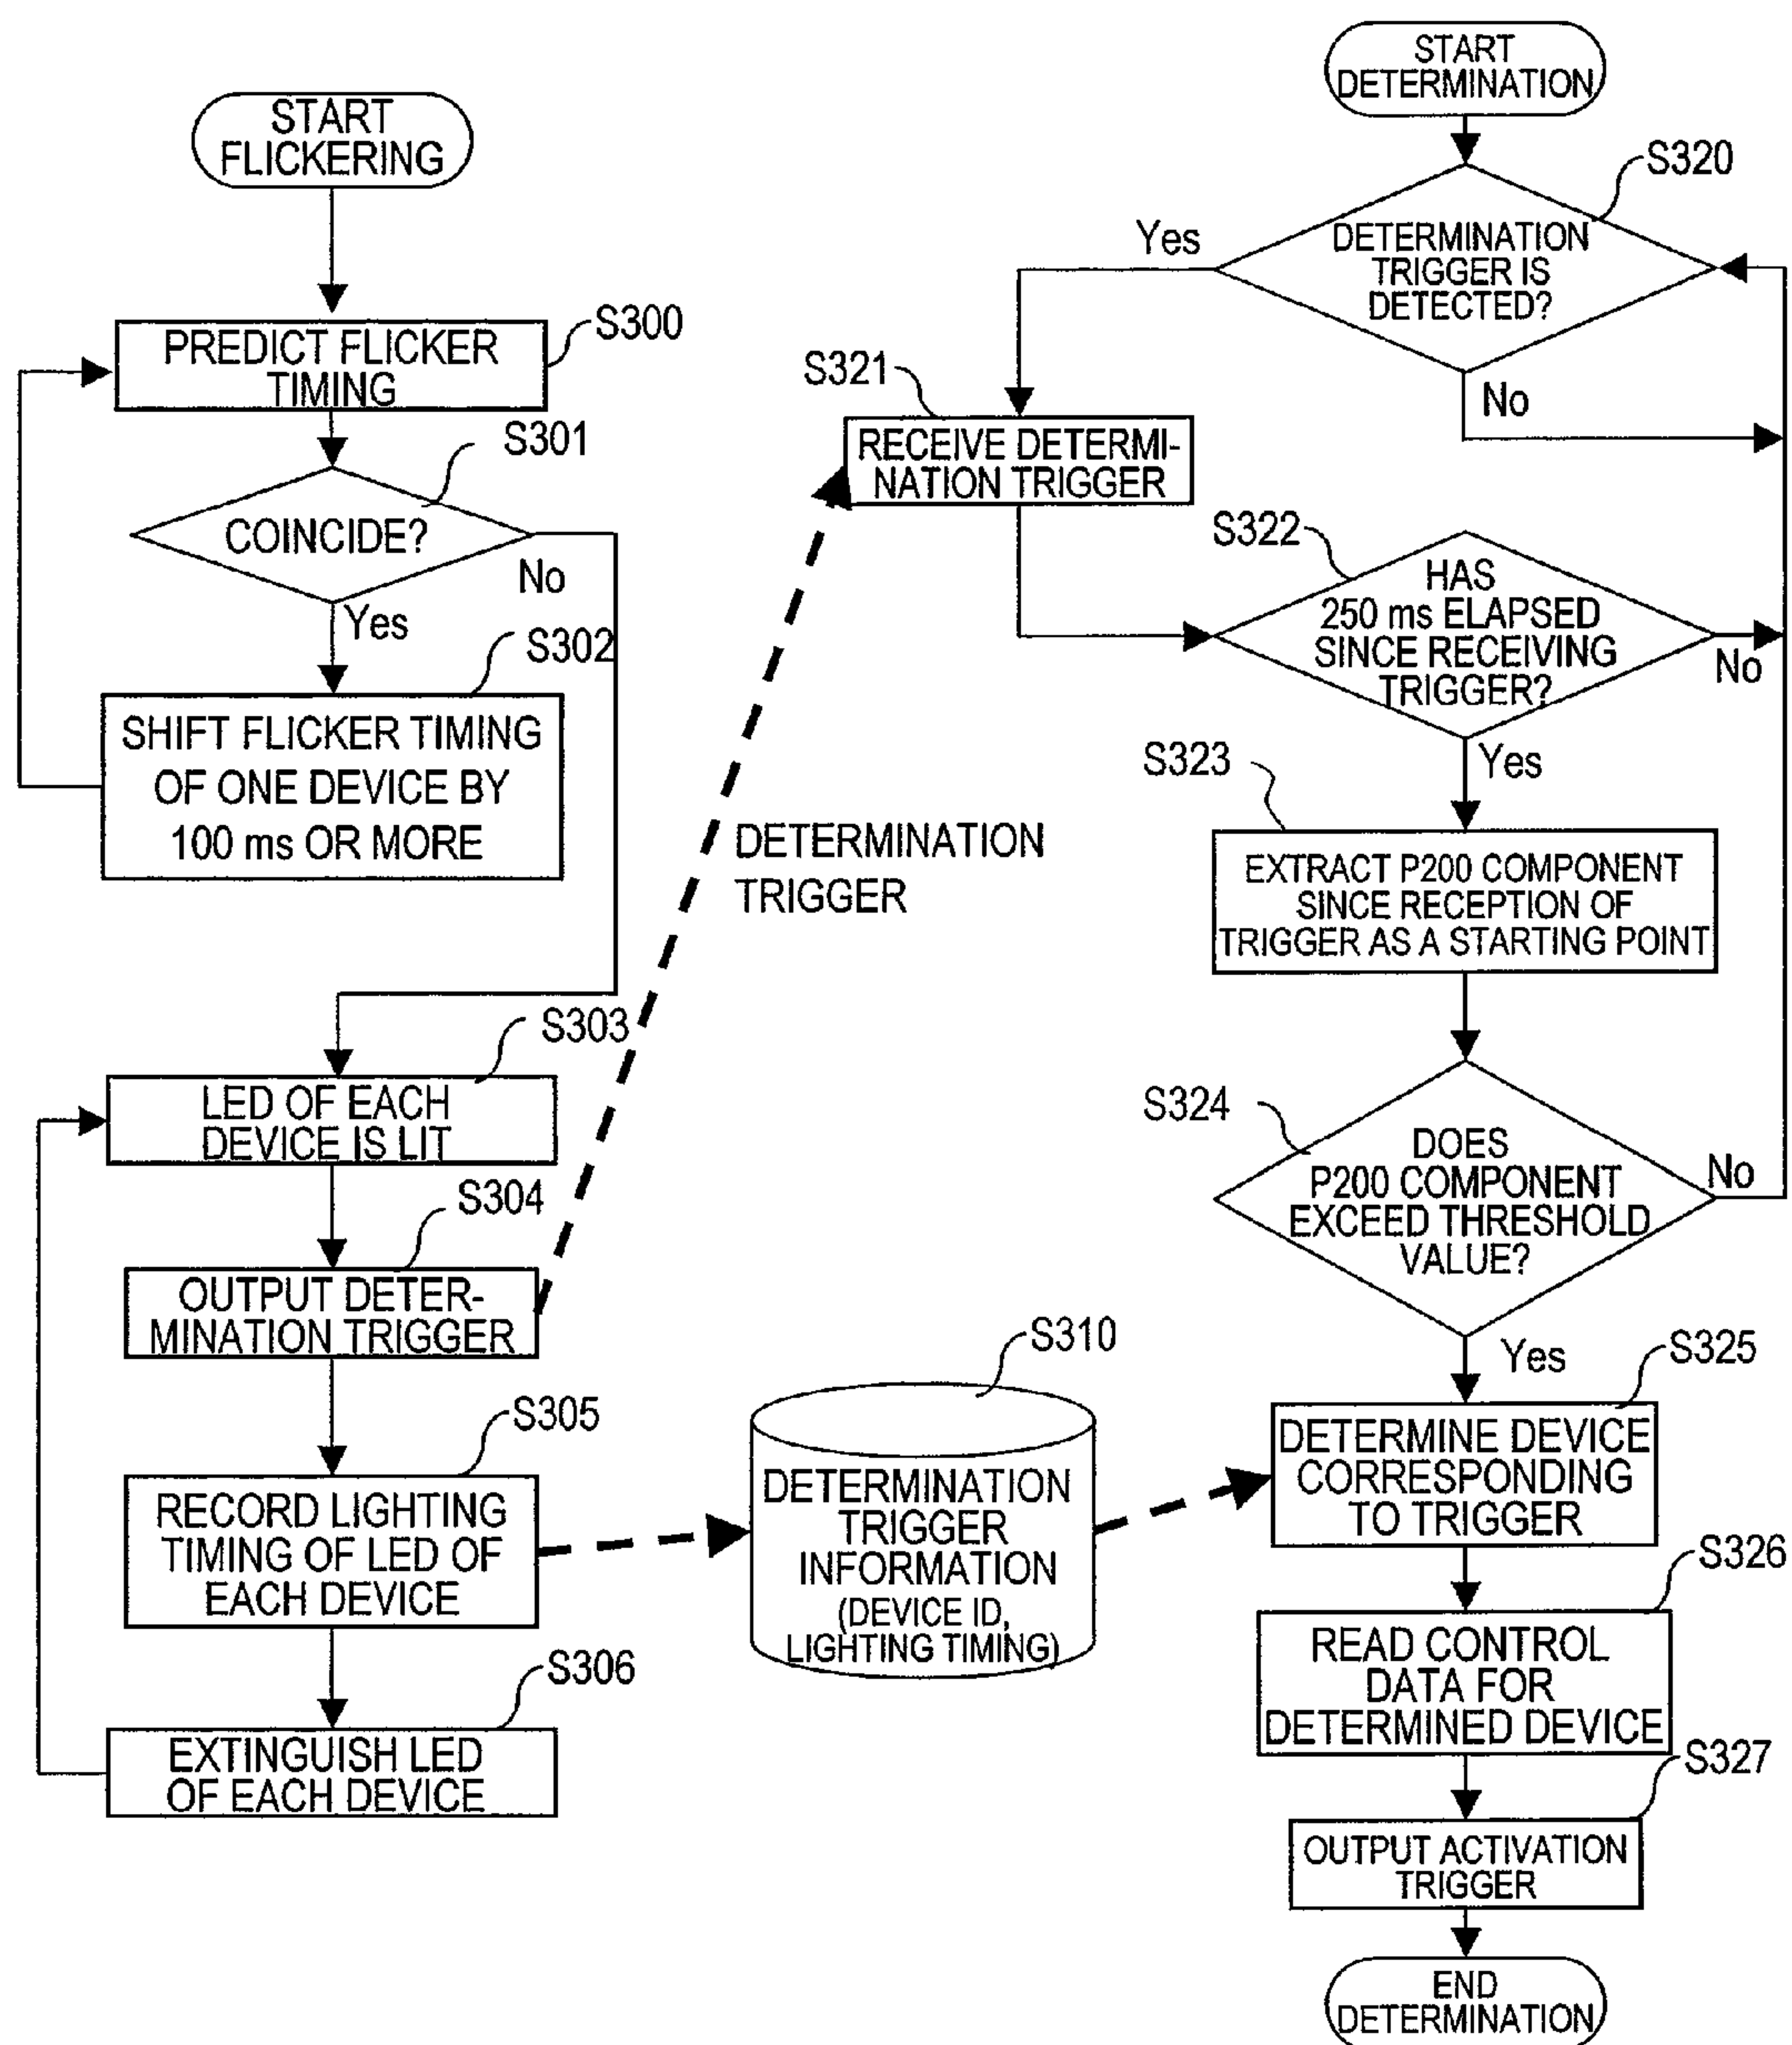 START
FLICKERING
PREDICT FLICKER
TIMING
S300
S301
COINCIDE?
No
Yes
S302
SHIFT FLICKER TIMING
OF ONE DEVICE BY
100 ms OR MORE
S303
LED OF EACH
DEVICE IS LIT
S304
OUTPUT DETER-
MINATION TRIGGER
S305
RECORD LIGHTING
TIMING OF LED OF
EACH DEVICE
S306
EXTINGUISH LED
OF EACH DEVICE
DETERMINATION
TRIGGER
S310
DETERMINATION
TRIGGER
INFORMATION
(DEVICE ID,
LIGHTING TIMING)
START
DETERMINATION
S320
DETERMINATION
TRIGGER IS
DETECTED?
Yes
No
S321
RECEIVE DETERMI-
NATION TRIGGER
S322
HAS
250 ms ELAPSED
SINCE RECEIVING
TRIGGER?
No
Yes
S323
EXTRACT P200 COMPONENT
SINCE RECEPTION OF
TRIGGER AS A STARTING POINT
S324
DOES
P200 COMPONENT
EXCEED THRESHOLD
VALUE?
No
Yes
S325
DETERMINE DEVICE
CORRESPONDING
TO TRIGGER
S326
READ CONTROL
DATA FOR
DETERMINED DEVICE
S327
OUTPUT ACTIVATION
TRIGGER
END
DETERMINATION